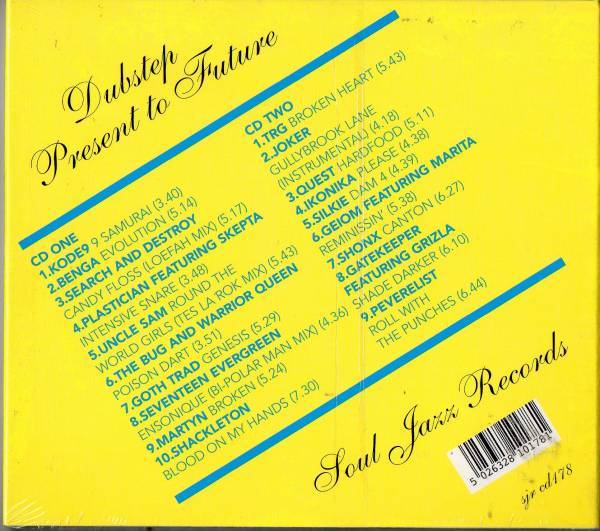 Dubstep
Present to Future
CD ONE
1.KODE9 9 SAMURAI (3.40)
2.BENGA EVOLUTION (5.14)
3.SEARCH AND DESTROY
CANDY FLOSS (LOEFAH MIX) (5.17)
4.PLASTICIAN FEATURING SKEPTA
INTENSIVE SNARE (3.48)
5.UNCLE SAM ROUND THE
WORLD GIRLS (TES LA ROK MIX) (5.43)
6.THE BUG AND WARRIOR QUEEN
POISON DART (3.51)
7.GOTH TRAD GENESIS (5.29)
8.SEVENTEEN EVERGREEN
ENSONIQUE (BI-POLAR MAN MIX) (4.36)
9.MARTYN BROKEN (5.24)
10.SHACKLETON
BLOOD ON MY HANDS (7.30)
CD TWO
1.TRG BROKEN HEART (5.43)
2.JOKER
GULLYBROOK LANE
(INSTRUMENTAL) (4.18)
3.QUEST HARDFOOD (5.11)
4.IKONIKA PLEASE (4.38)
5.SILKIE DAM 4 (4.39)
6.GEIOM FEATURING MARITA
REMINISSIN' (5.38)
7.SHONX CANTON (6.27)
8.GATEKEEPER
FEATURING GRIZLA
SHADE DARKER (6.10)
9.PEVERELIST
ROLL WITH
THE PUNCHES (6.44)
Soul Jazz Records
5 026328 101781
sjr cd178